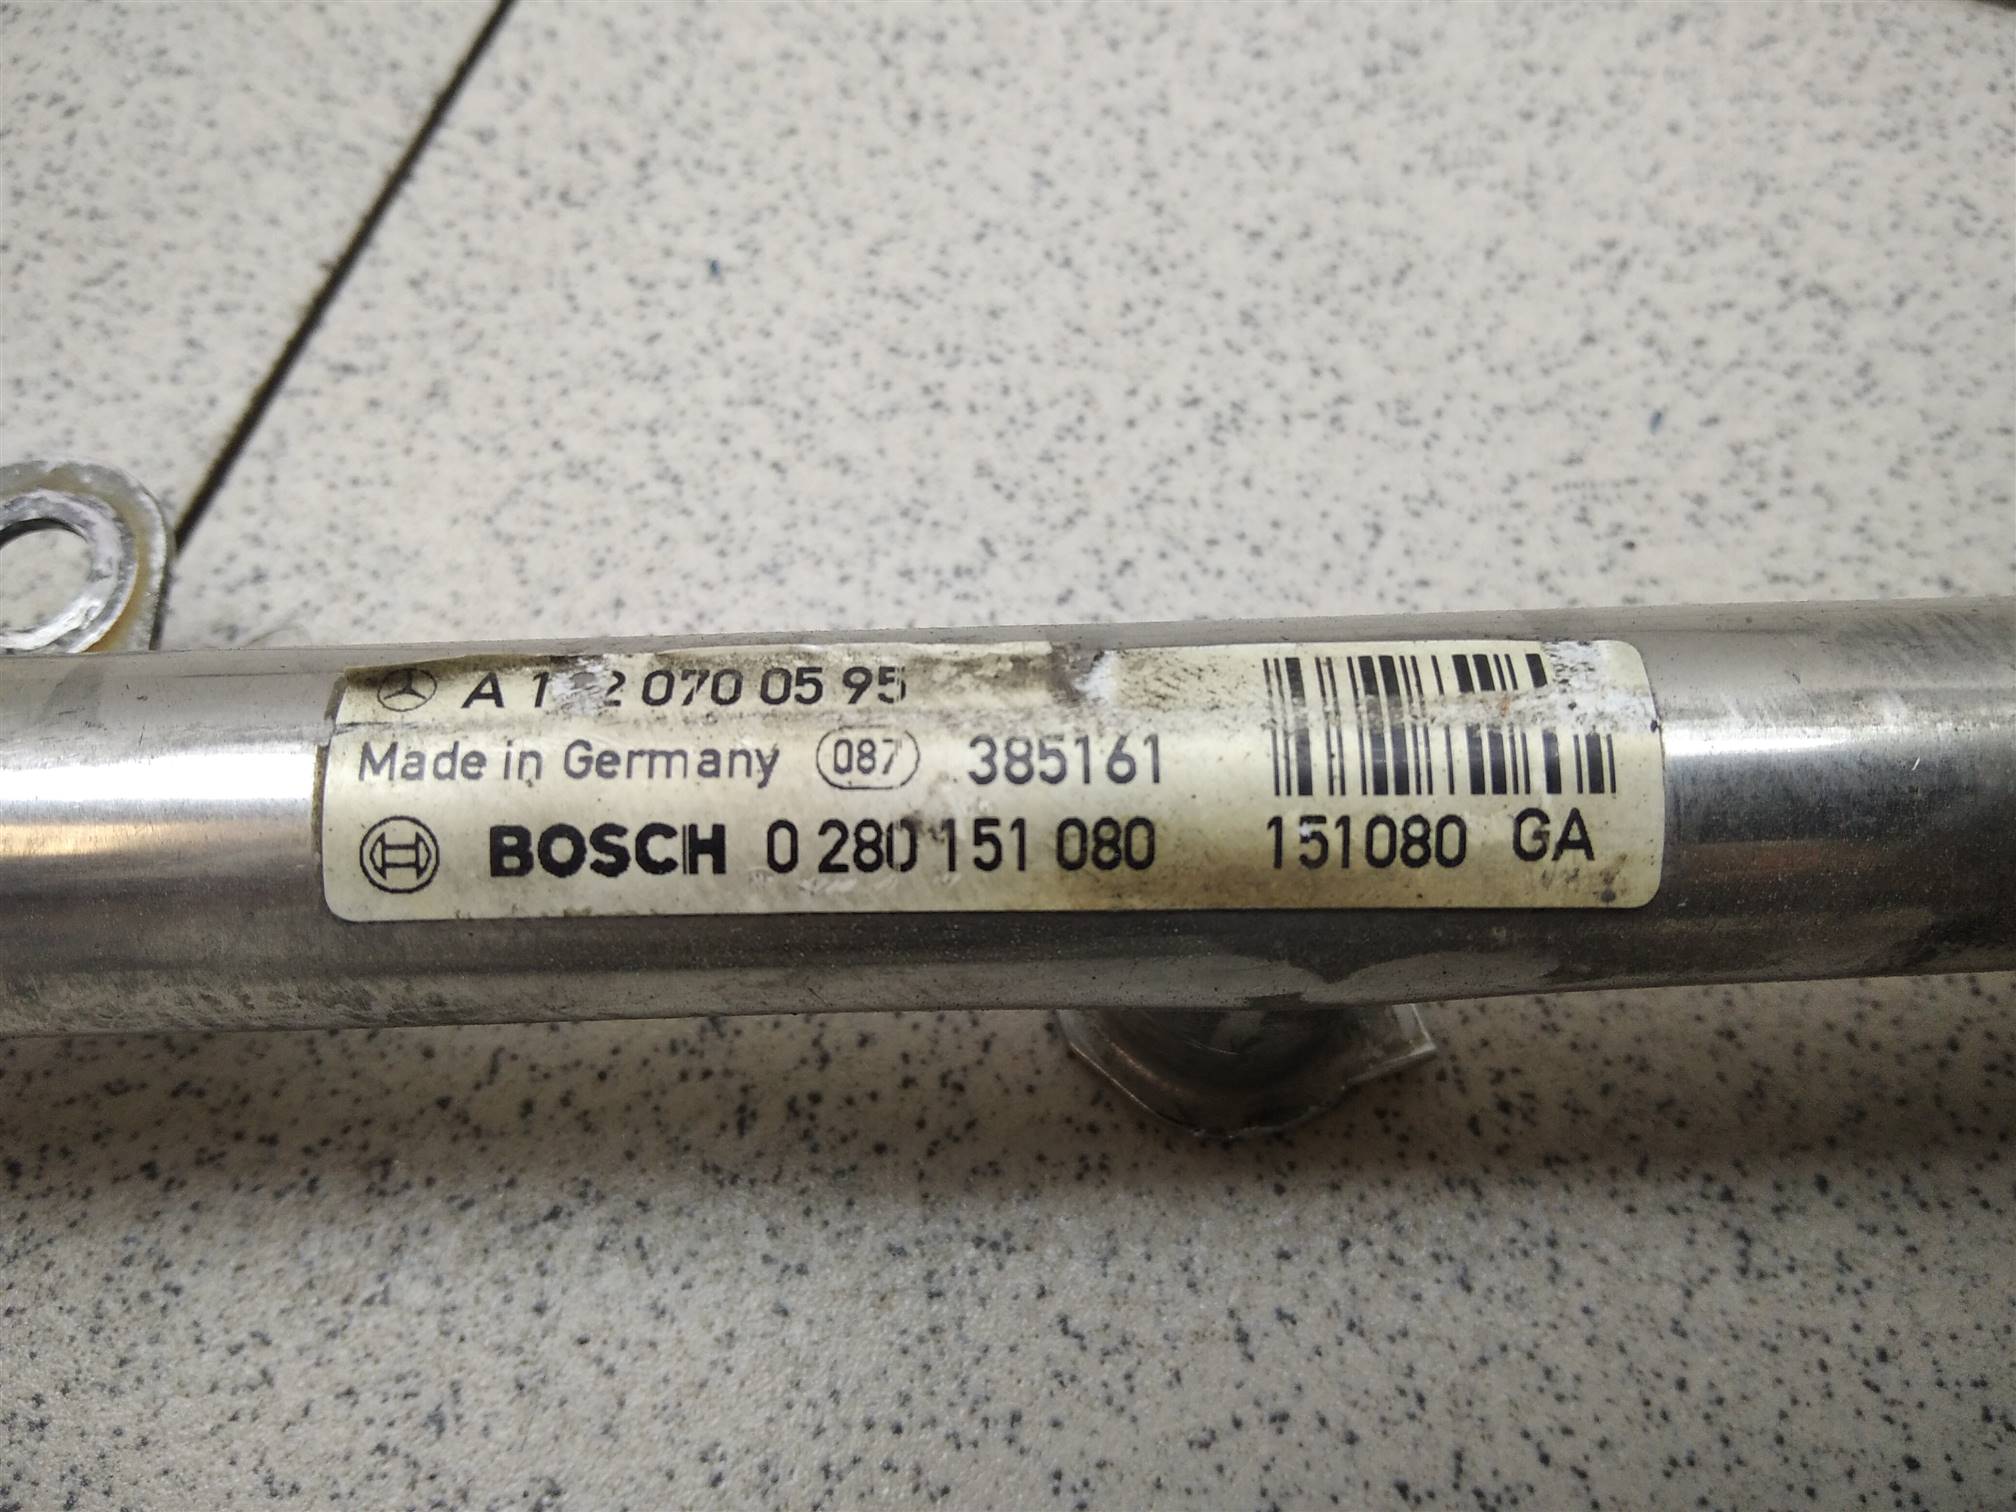 A 1 2 070 05 95
Made in Germany 087 385161
BOSCH 0 280 151 080 151080 GA